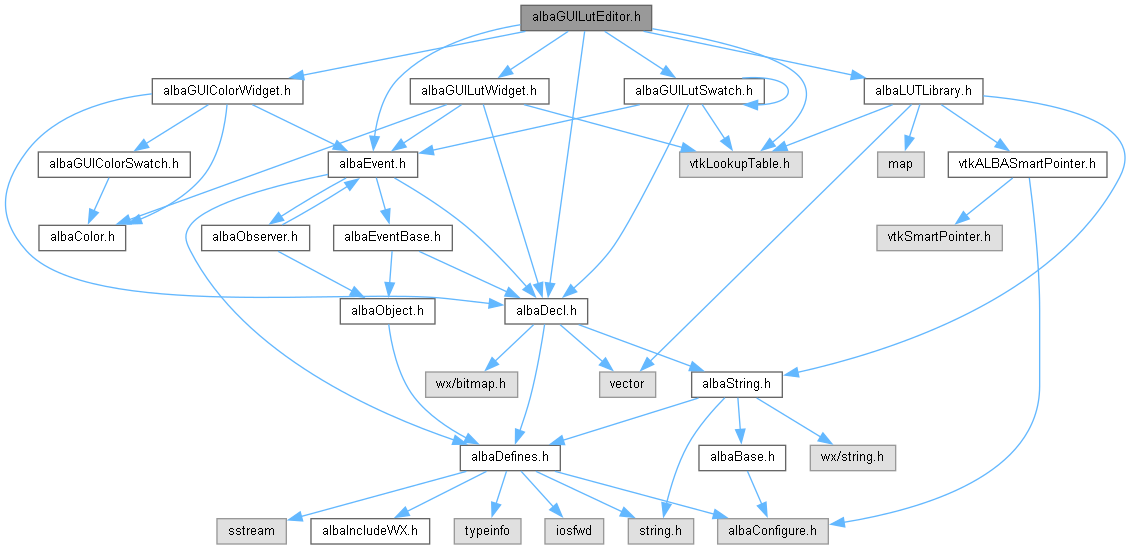 albaGUILutEditor.h
albaGUIColorWidget.h
albaGUILutWidget.h
albaGUILutSwatch.h
albaLUTLibrary.h
albaGUIColorSwatch.h
albaEvent.h
vtkLookupTable.h
map
vtkALBASmartPointer.h
albaColor.h
albaObserver.h
albaEventBase.h
vtkSmartPointer.h
albaObject.h
albaDecl.h
wx/bitmap.h
vector
albaString.h
albaDefines.h
albaBase.h
wx/string.h
sstream
albaIncludeWX.h
typeinfo
iosfwd
string.h
albaConfigure.h